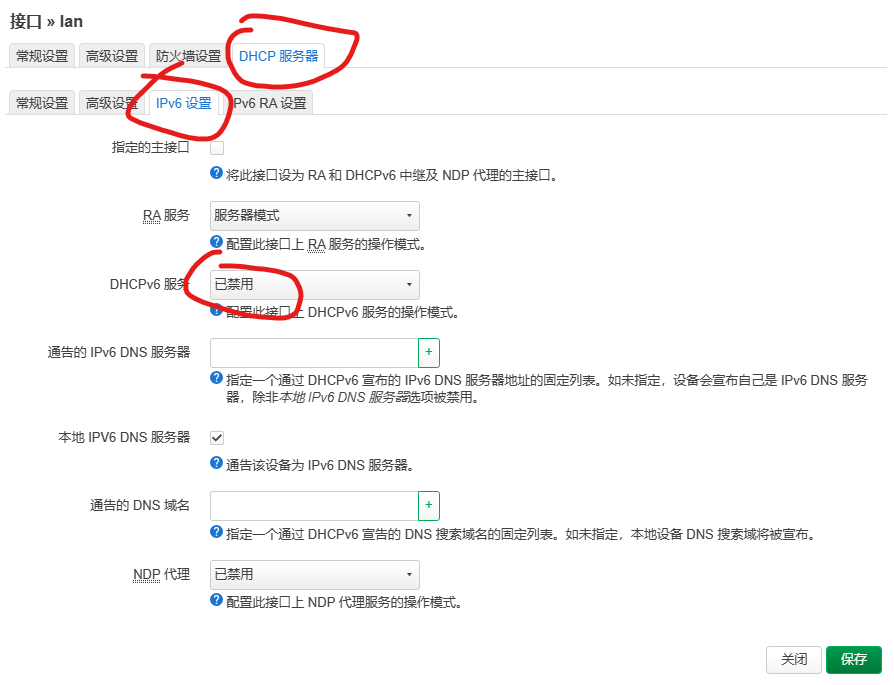 接口 » lan
常规设置 高级设置 防火墙设置 DHCP 服务器
常规设置 高级设置 IPv6 设置 IPv6 RA 设置
指定的主接口
将此接口设为 RA 和 DHCPv6 中继及 NDP 代理的主接口。
RA 服务 服务器模式
配置此接口上 RA 服务的操作模式。
DHCPv6 服务 已禁用
配置此接口上 DHCPv6 服务的操作模式。
通告的 IPv6 DNS 服务器 +
指定一个通过 DHCPv6 宣布的 IPv6 DNS 服务器地址的固定列表。如未指定，设备会宣布自己是 IPv6 DNS 服务
器，除非本地 IPv6 DNS 服务器选项被禁用。
本地 IPV6 DNS 服务器
通告该设备为 IPv6 DNS 服务器。
通告的 DNS 域名 +
指定一个通过 DHCPv6 宣告的 DNS 搜索域名的固定列表。如未指定，本地设备 DNS 搜索域将被宣布。
NDP 代理 已禁用
配置此接口上 NDP 代理服务的操作模式。
关闭 保存